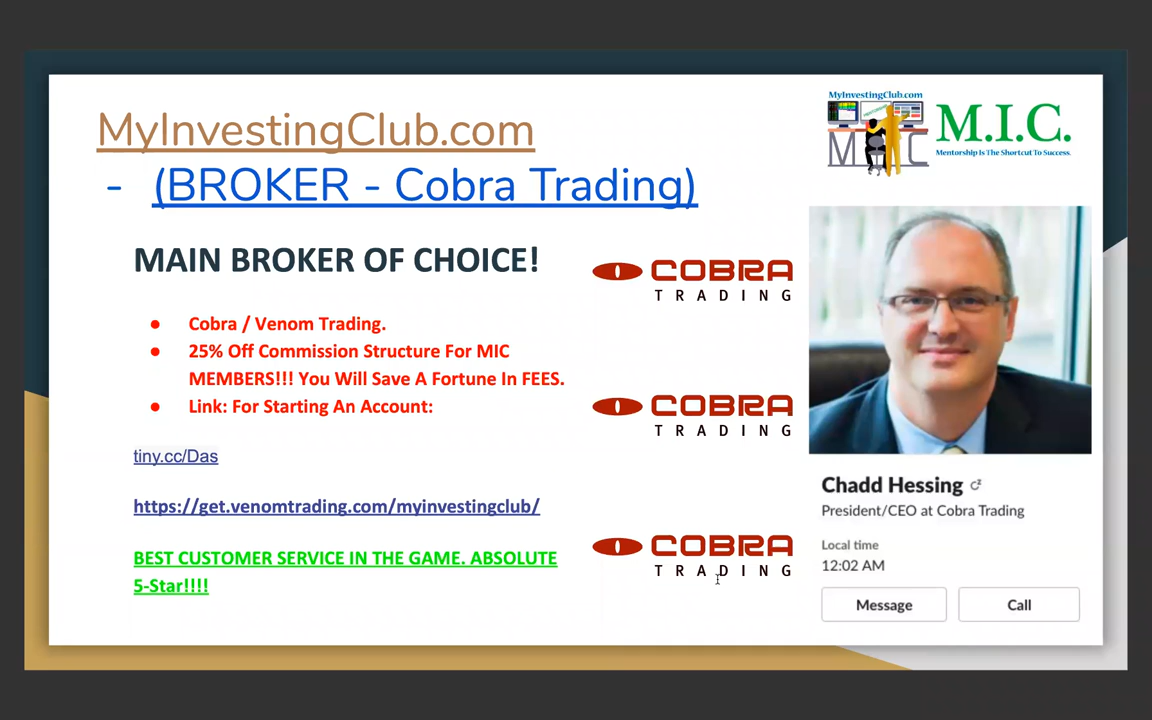 MyInvestingClub.com
- (BROKER - Cobra Trading)
MAIN BROKER OF CHOICE!
● Cobra / Venom Trading.
● 25% Off Commission Structure For MIC
MEMBERS!!! You Will Save A Fortune In FEES.
● Link: For Starting An Account:
tiny.cc/Das
https://get.venomtrading.com/myinvestingclub/
BEST CUSTOMER SERVICE IN THE GAME. ABSOLUTE
5-Star!!!!
COBRA
TRADING
COBRA
TRADING
COBRA
TRADING
MyInvestingClub.com
MIC
M.I.C.
Mentorship Is The Shortcut To Success.
Chadd Hessing
President/CEO at Cobra Trading
Local time
12:02 AM
Message
Call